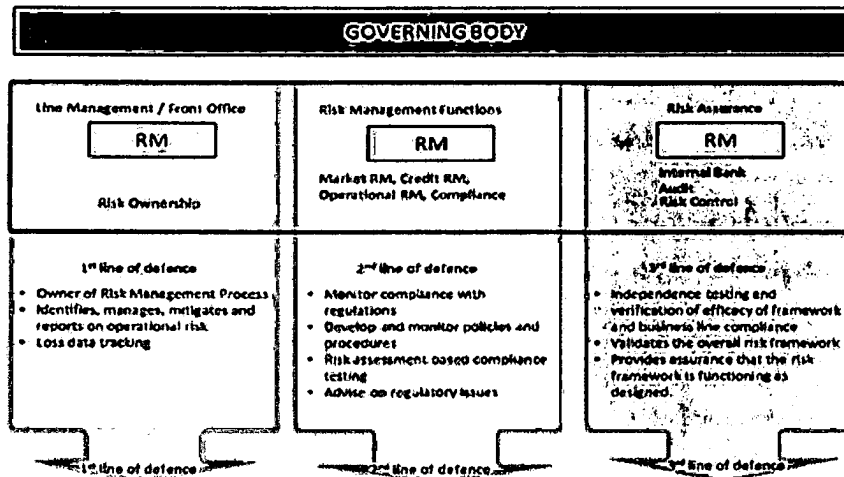 GOVERNING BODY
Line Management / Front Office
RM
Risk Ownership
Risk Management Functions
RM
Market RM, Credit RM,
Operational RM, Compliance
Risk Assurance
RM
Internal Bank
Audit
Risk Control
1st line of defence
• Owner of Risk Management Process
• Identifies, manages, mitigates and
reports on operational risk
• Loss data tracking
2nd line of defence
• Monitor compliance with
regulations
• Develop and monitor policies and
procedures
• Risk assessment based compliance
testing
• Advise on regulatory issues
3rd line of defence
• Independence testing and
verification of efficacy of framework
and business line compliance
• Validates the overall risk framework
• Provides assurance that the risk
framework is functioning as
designed.
1st line of defence
2nd line of defence
3rd line of defence